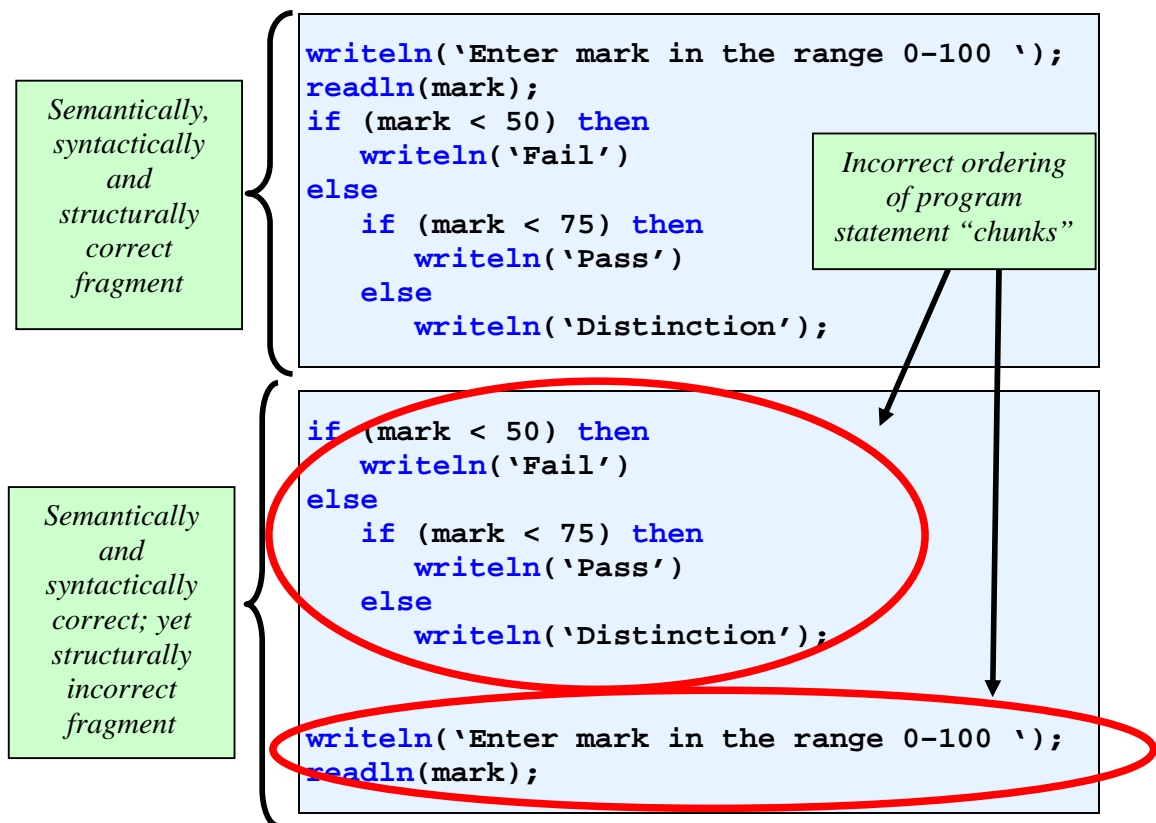 Semantically,
syntactically
and
structurally
correct
fragment
writeln(‘Enter mark in the range 0–100 ‘);
readln(mark);
if (mark < 50) then
   writeln(‘Fail’)
else
   if (mark < 75) then
      writeln(‘Pass’)
   else
      writeln(‘Distinction’);
Incorrect ordering
of program
statement “chunks”
Semantically
and
syntactically
correct; yet
structurally
incorrect
fragment
if (mark < 50) then
   writeln(‘Fail’)
else
   if (mark < 75) then
      writeln(‘Pass’)
   else
      writeln(‘Distinction’);
writeln(‘Enter mark in the range 0–100 ‘);
readln(mark);